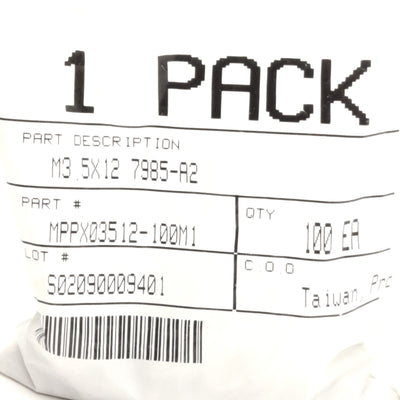 1 PACK
PART DESCRIPTION
M3.5X12 7985-A2
PART #
MPPX03512-100M1
QTY
100 EA
LOT #
S02090009401
C.O.O
Taiwan, Prc